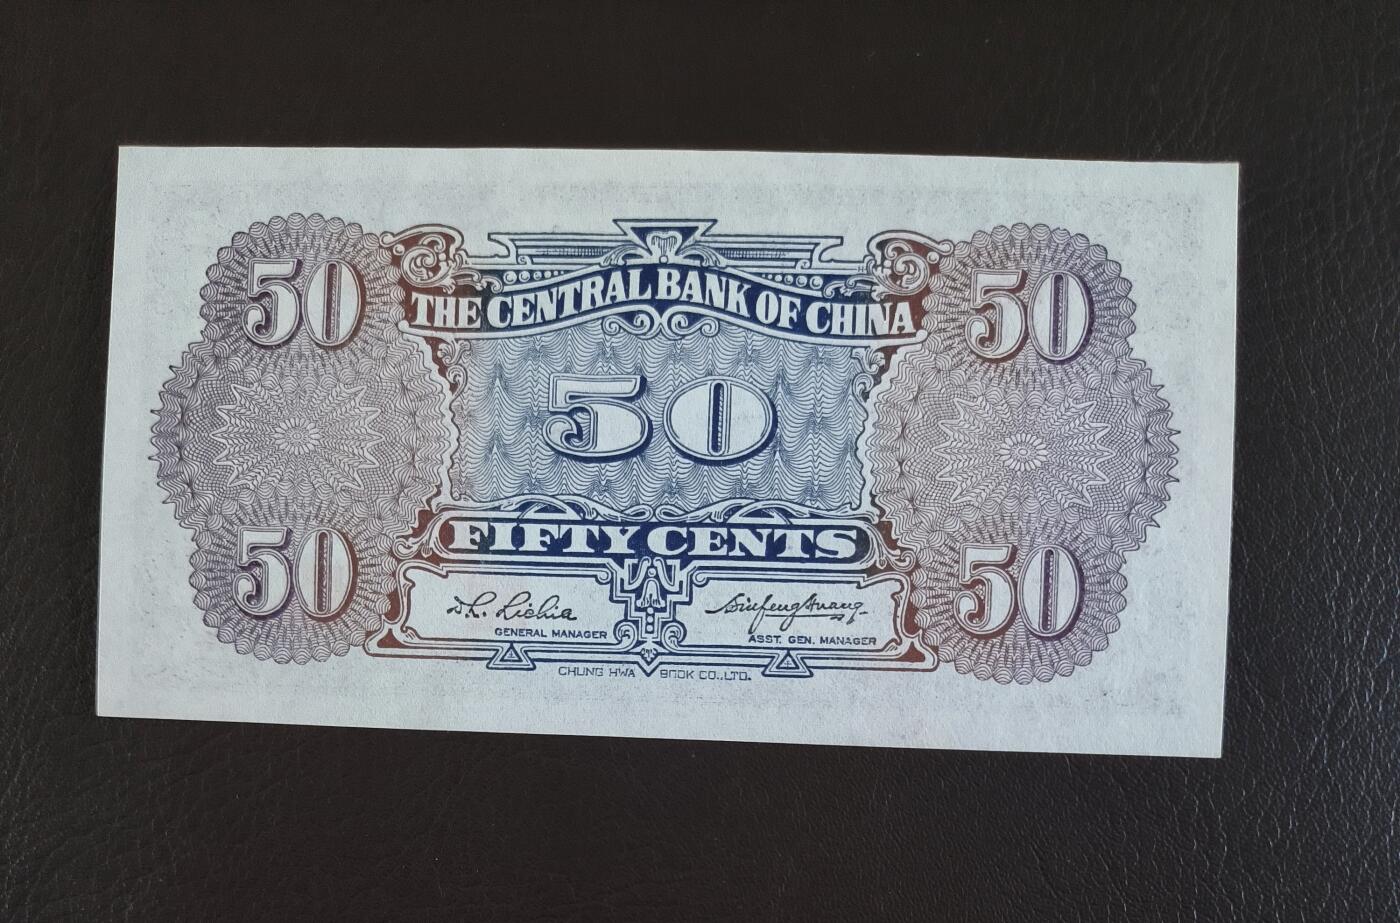 50
50
THE CENTRAL BANK OF CHINA
50
FIFTY CENTS
50
50
GENERAL MANAGER
ASST. GEN. MANAGER
CHUNG HWA BOOK CO., LTD.